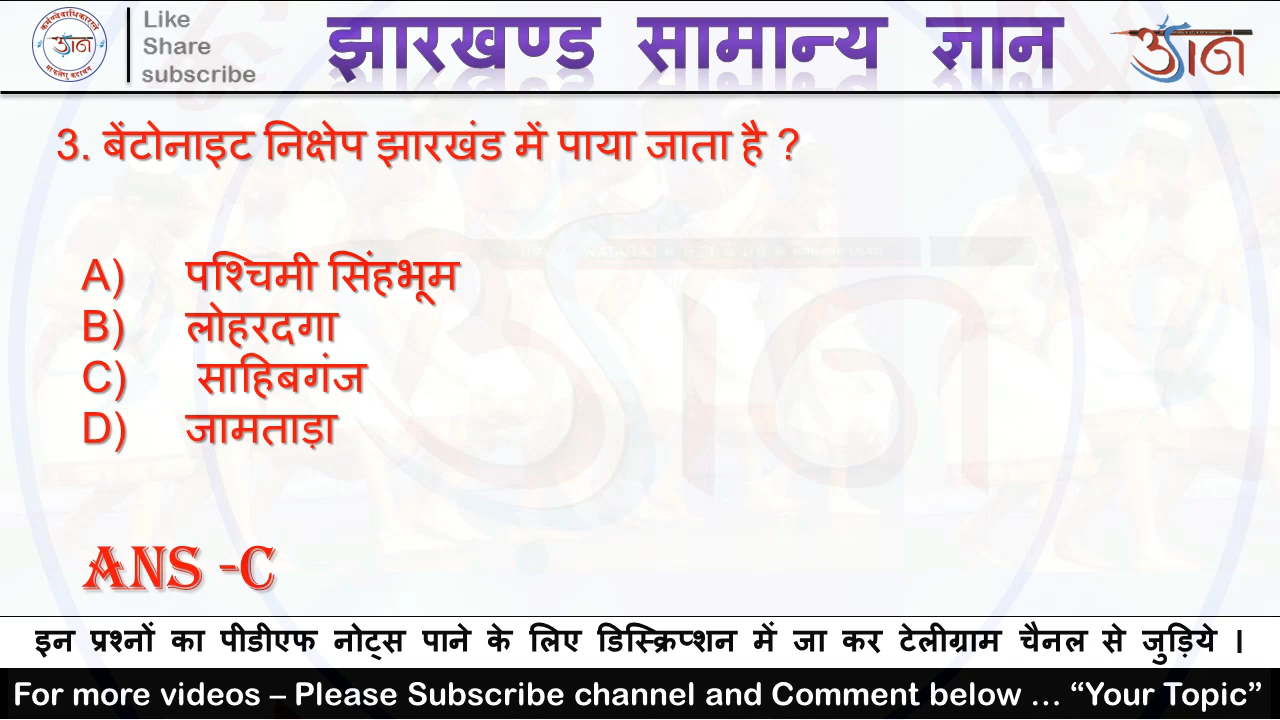 Like
Share
subscribe
झारखण्ड सामान्य ज्ञान
ज्ञान
3. बेंटोनाइट निक्षेप झारखंड में पाया जाता है ?
A) पश्चिमी सिंहभूम
B) लोहरदगा
C) साहिबगंज
D) जामताड़ा
ANS -C
इन प्रश्नों का पीडीएफ नोट्स पाने के लिए डिस्क्रिप्शन में जा कर टेलीग्राम चैनल से जुड़िये ।
For more videos – Please Subscribe channel and Comment below … “Your Topic”